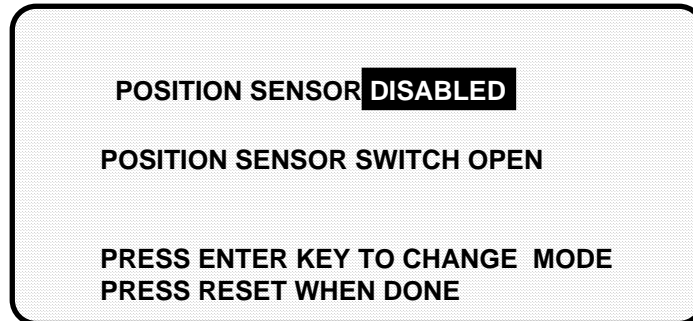 POSITION SENSOR DISABLED
POSITION SENSOR SWITCH OPEN
PRESS ENTER KEY TO CHANGE MODE
PRESS RESET WHEN DONE